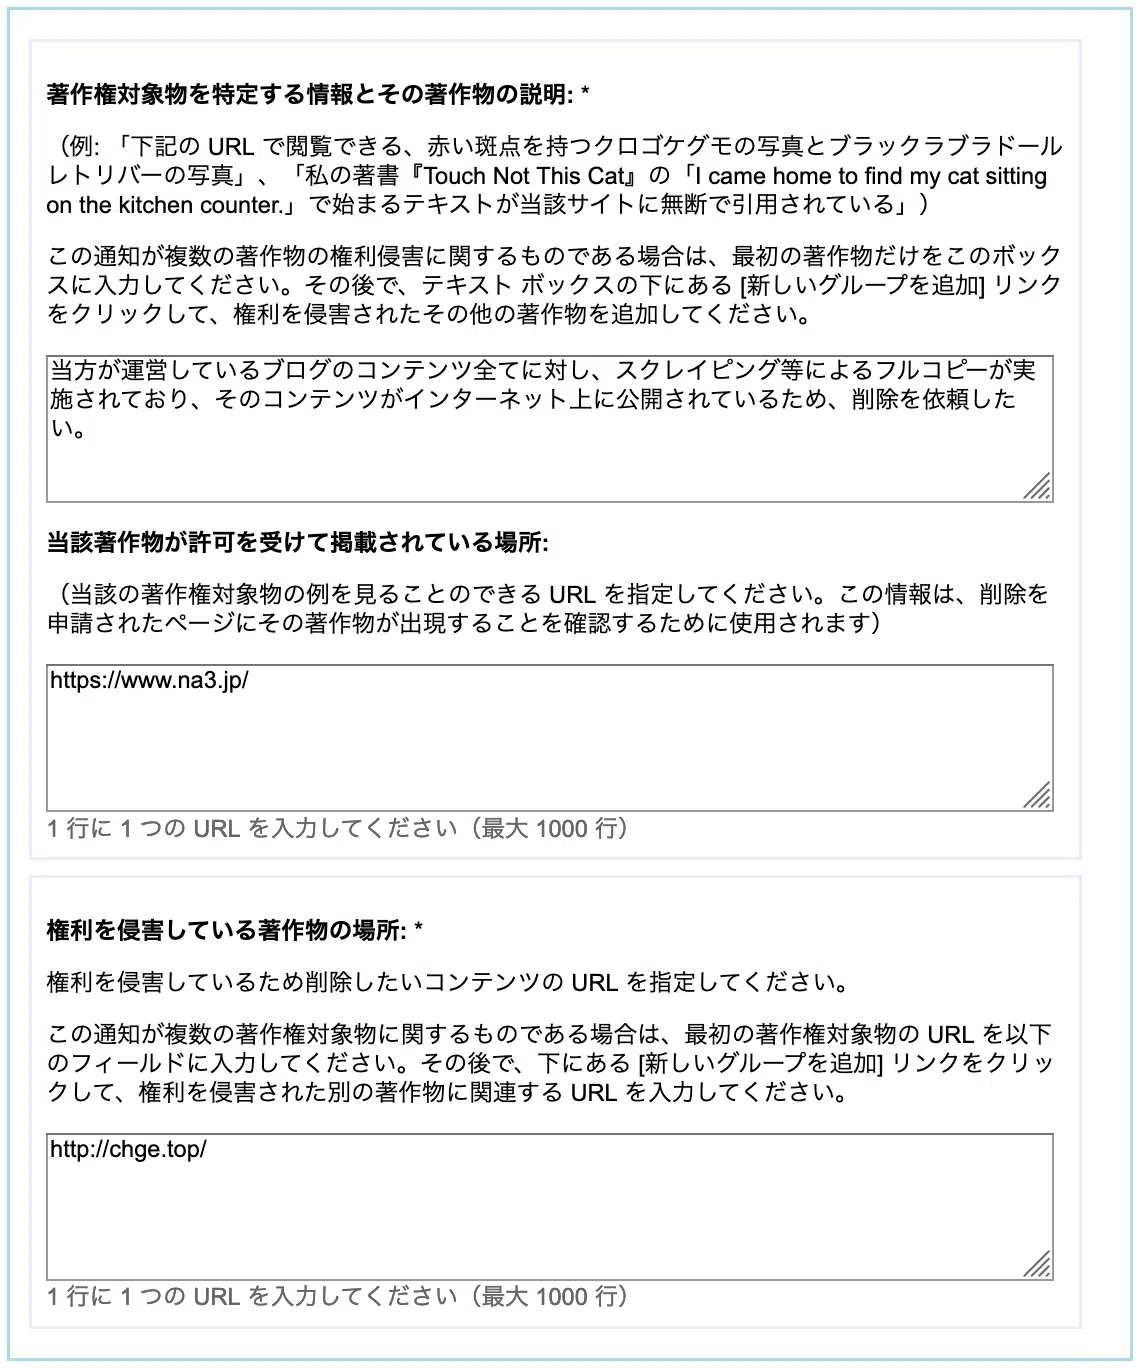 著作権対象物を特定する情報とその著作物の説明: *
（例: 「下記の URL で閲覧できる、赤い斑点を持つクロゴケグモの写真とブラックラブラドール
レトリバーの写真」、「私の著書『Touch Not This Cat』の「I came home to find my cat sitting
on the kitchen counter.」で始まるテキストが当該サイトに無断で引用されている」）
この通知が複数の著作物の権利侵害に関するものである場合は、最初の著作物だけをこのボック
スに入力してください。その後で、テキスト ボックスの下にある [新しいグループを追加] リンク
をクリックして、権利を侵害されたその他の著作物を追加してください。
当方が運営しているブログのコンテンツ全てに対し、スクレイピング等によるフルコピーが実
施されており、そのコンテンツがインターネット上に公開されているため、削除を依頼した
い。
当該著作物が許可を受けて掲載されている場所:
（当該の著作権対象物の例を見ることのできる URL を指定してください。この情報は、削除を
申請されたページにその著作物が出現することを確認するために使用されます）
https://www.na3.jp/
1 行に 1 つの URL を入力してください（最大 1000 行）
権利を侵害している著作物の場所: *
権利を侵害しているため削除したいコンテンツの URL を指定してください。
この通知が複数の著作権対象物に関するものである場合は、最初の著作権対象物の URL を以下
のフィールドに入力してください。その後で、下にある [新しいグループを追加] リンクをクリッ
クして、権利を侵害された別の著作物に関連する URL を入力してください。
http://chge.top/
1 行に 1 つの URL を入力してください（最大 1000 行）